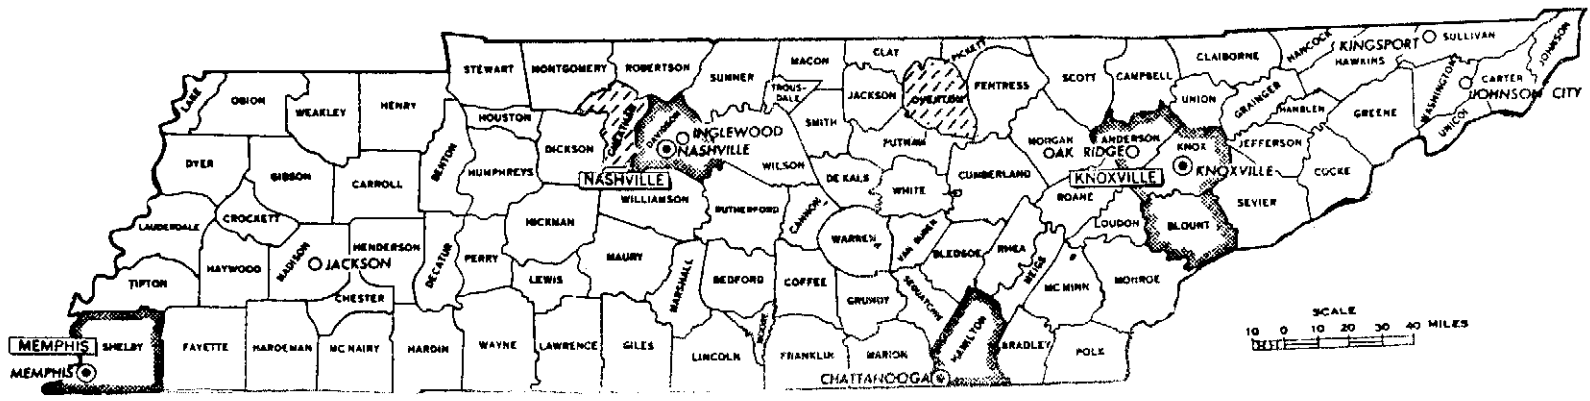 LAKE
OBION
WEAKLEY
HENRY
STEWART
MONTGOMERY
ROBERTSON
SUMNER
MACON
TROUS-
DALE
CLAY
PICKETT
JACKSON
OVERTON
FENTRESS
SCOTT
CAMPBELL
CLAIBORNE
HANCOCK
KINGSPORT
SULLIVAN
HAWKINS
JOHNSON
CARTER
JOHNSON CITY
WASHINGTON
UNICOI
GREENE
HAMBLEN
GRAINGER
UNION
JEFFERSON
COCKE
SEVIER
KNOX
KNOXVILLE
KNOXVILLE
ANDERSON
OAK RIDGE
MORGAN
ROANE
LOUDON
BLOUNT
MONROE
MC MINN
MEIGS
RHEA
CUMBERLAND
PUTNAM
WHITE
DE KALB
SMITH
WILSON
DAVIDSON
INGLEWOOD
NASHVILLE
NASHVILLE
CHEATHAM
DICKSON
HOUSTON
HUMPHREYS
BENTON
CARROLL
GIBSON
DYER
LAUDERDALE
CROCKETT
HAYWOOD
MADISON
JACKSON
HENDERSON
DECATUR
PERRY
HICKMAN
WILLIAMSON
RUTHERFORD
CANNON
WARREN
VAN BUREN
BLEDSOE
SEQUATCHIE
GRUNDY
COFFEE
BEDFORD
MARSHALL
MAURY
LEWIS
CHESTER
TIPTON
SHELBY
MEMPHIS
MEMPHIS
FAYETTE
HARDEMAN
MC NAIRY
HARDIN
WAYNE
LAWRENCE
GILES
LINCOLN
MOORE
FRANKLIN
MARION
CHATTANOOGA
HAMILTON
BRADLEY
POLK
SCALE
10 0 10 20 30 40 MILES